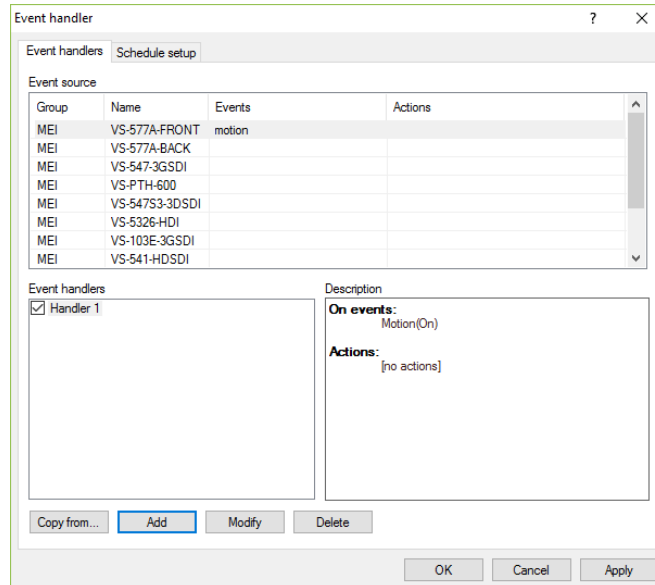 Event handler ? ×
Event handlers Schedule setup
Event source
Group Name Events Actions
MEI VS-577A-FRONT motion
MEI VS-577A-BACK
MEI VS-547-3GSDI
MEI VS-PTH-600
MEI VS-547S3-3DSDI
MEI VS-5326-HDI
MEI VS-103E-3GSDI
MEI VS-541-HDSDI
Event handlers
Handler 1
Description
On events:
Motion(On)
Actions:
[no actions]
Copy from... Add Modify Delete
OK Cancel Apply